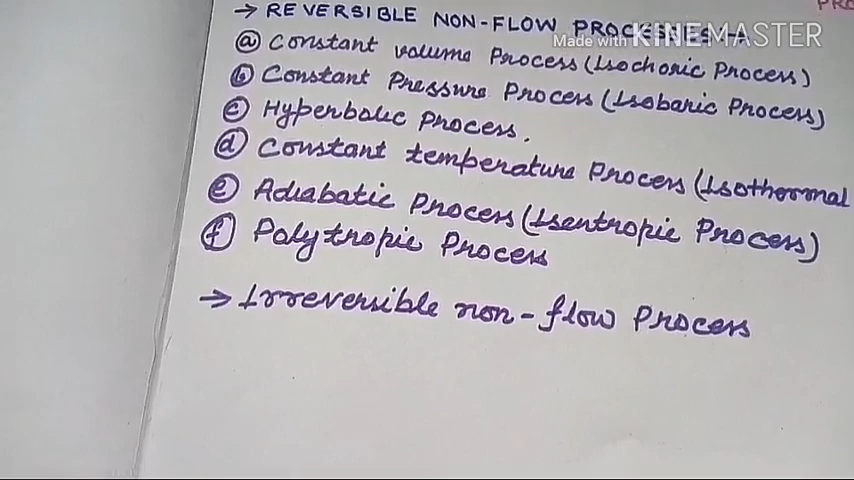 → REVERSIBLE NON-FLOW PROCESSES:→
Made with KINEMASTER
ⓐ Constant volume Process (Isochoric Process)
ⓑ Constant Pressure Process (Isobaric Process)
ⓒ Hyperbolic Process.
ⓓ Constant temperature Process (Isothermal
ⓔ Adiabatic Process (Isentropic Process)
ⓕ Polytropic Process
→ Irreversible non-flow Process